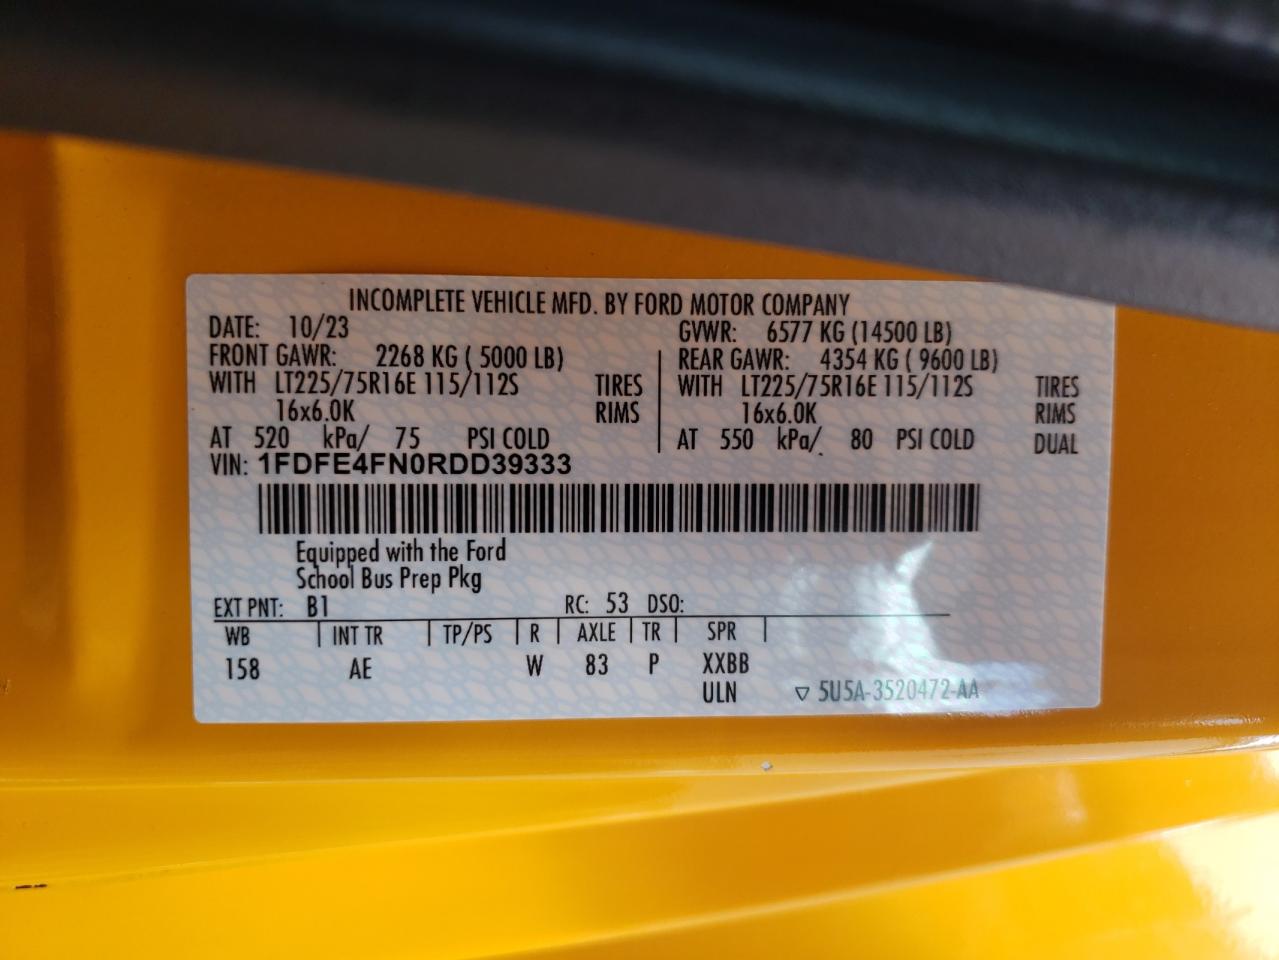 INCOMPLETE VEHICLE MFD. BY FORD MOTOR COMPANY
DATE: 10/23 GVWR: 6577 KG (14500 LB)
FRONT GAWR: 2268 KG ( 5000 LB) REAR GAWR: 4354 KG ( 9600 LB)
WITH LT225/75R16E 115/112S TIRES WITH LT225/75R16E 115/112S TIRES
16x6.0K RIMS 16x6.0K RIMS
AT 520 kPa/ 75 PSI COLD AT 550 kPa/ 80 PSI COLD DUAL
VIN: 1FDFE4FN0RDD39333
Equipped with the Ford
School Bus Prep Pkg
EXT PNT: B1 RC: 53 DSO:
WB INT TR TP/PS R AXLE TR SPR
158 AE W 83 P XXBB
ULN ▽ 5U5A-3520472-AA